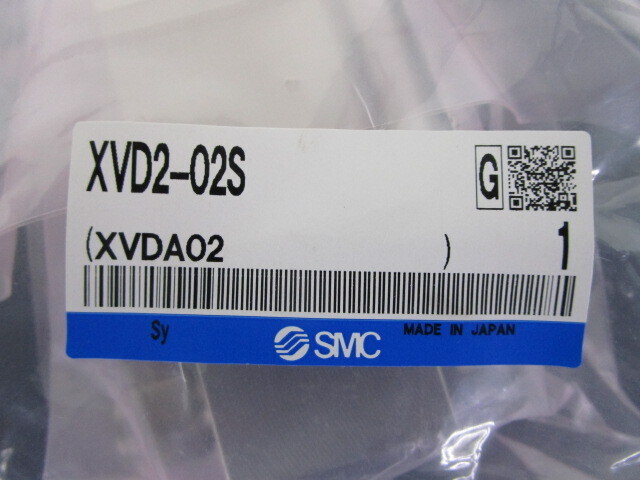 XVD2-02S
G
(XVDA02 )
1
Sy
SMC
MADE IN JAPAN